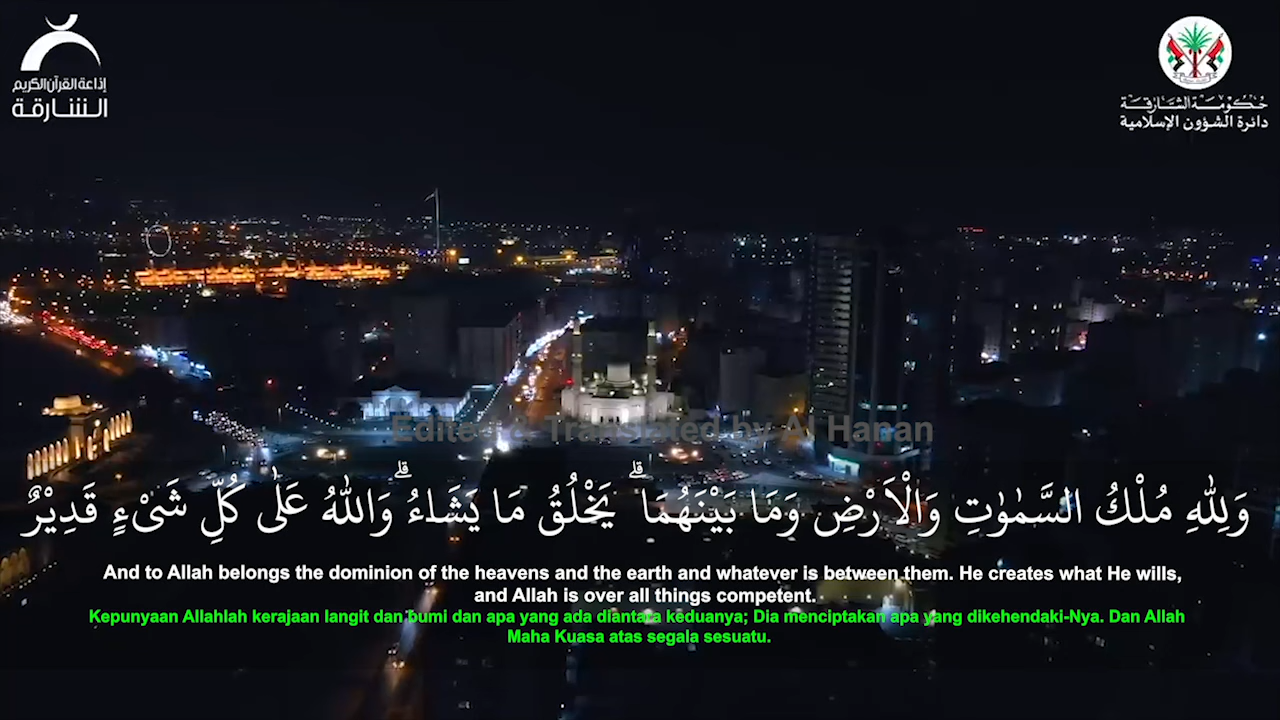 إذاعة القرآن الكريم
الشارقة
حكومة الشارقة
دائرة الشؤون الإسلامية
Edited & Translated by Al Hanan
وَلِلّٰهِ مُلْكُ السَّمٰوٰتِ وَالْاَرْضِ وَمَا بَيْنَهُمَا ۗ يَخْلُقُ مَا يَشَاۤءُ ۗ وَاللّٰهُ عَلٰى كُلِّ شَيْءٍ قَدِيْرٌ
And to Allah belongs the dominion of the heavens and the earth and whatever is between them. He creates what He wills,
and Allah is over all things competent.
Kepunyaan Allahlah kerajaan langit dan bumi dan apa yang ada diantara keduanya; Dia menciptakan apa yang dikehendaki-Nya. Dan Allah
Maha Kuasa atas segala sesuatu.